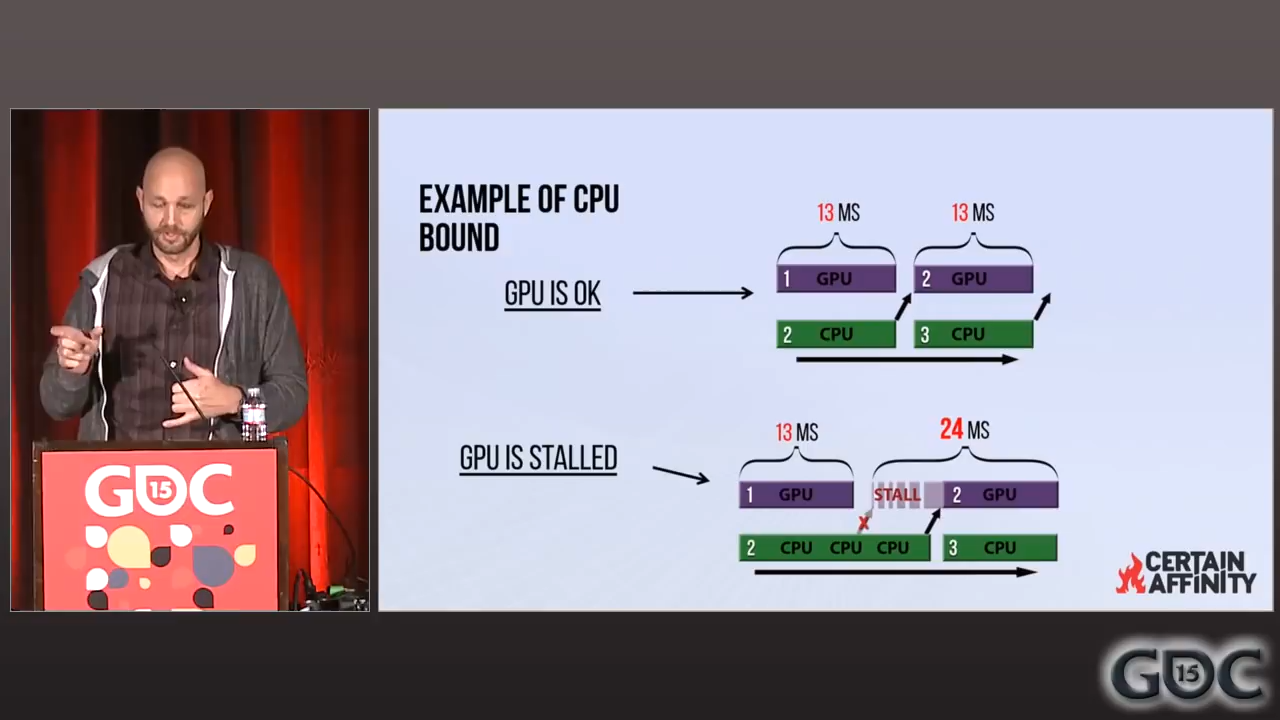 GDC
15
EXAMPLE OF CPU
BOUND
GPU IS OK
13 MS
13 MS
1 GPU
2 GPU
2 CPU
3 CPU
GPU IS STALLED
13 MS
24 MS
1 GPU
STALL
2 GPU
X
2 CPU CPU CPU
3 CPU
CERTAIN
AFFINITY
GDC
15